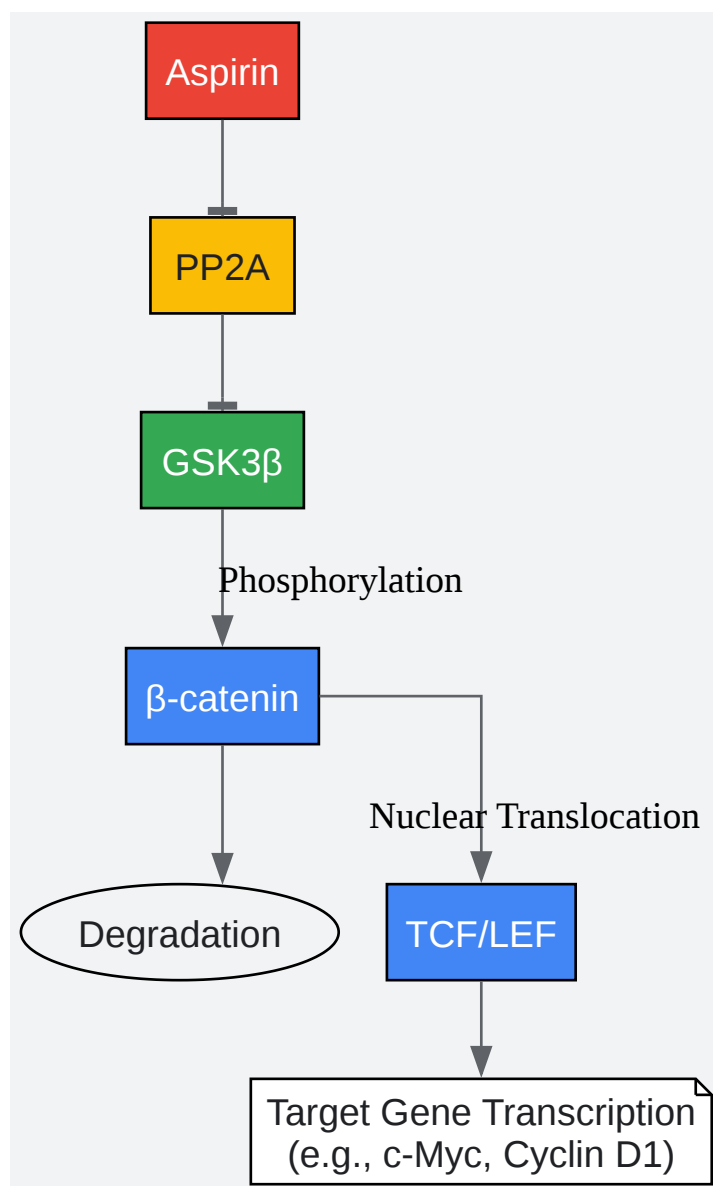 Aspirin
PP2A
GSK3β
Phosphorylation
β-catenin
Nuclear Translocation
Degradation
TCF/LEF
Target Gene Transcription
(e.g., c-Myc, Cyclin D1)